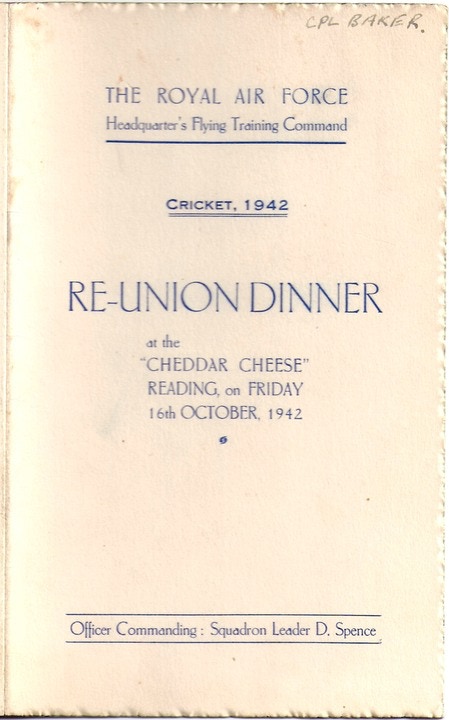 CPL BAKER.
THE ROYAL AIR FORCE
Headquarter's Flying Training Command
CRICKET, 1942
RE-UNION DINNER
at the
"CHEDDAR CHEESE"
READING, on FRIDAY
16th OCTOBER, 1942
Officer Commanding : Squadron Leader D. Spence